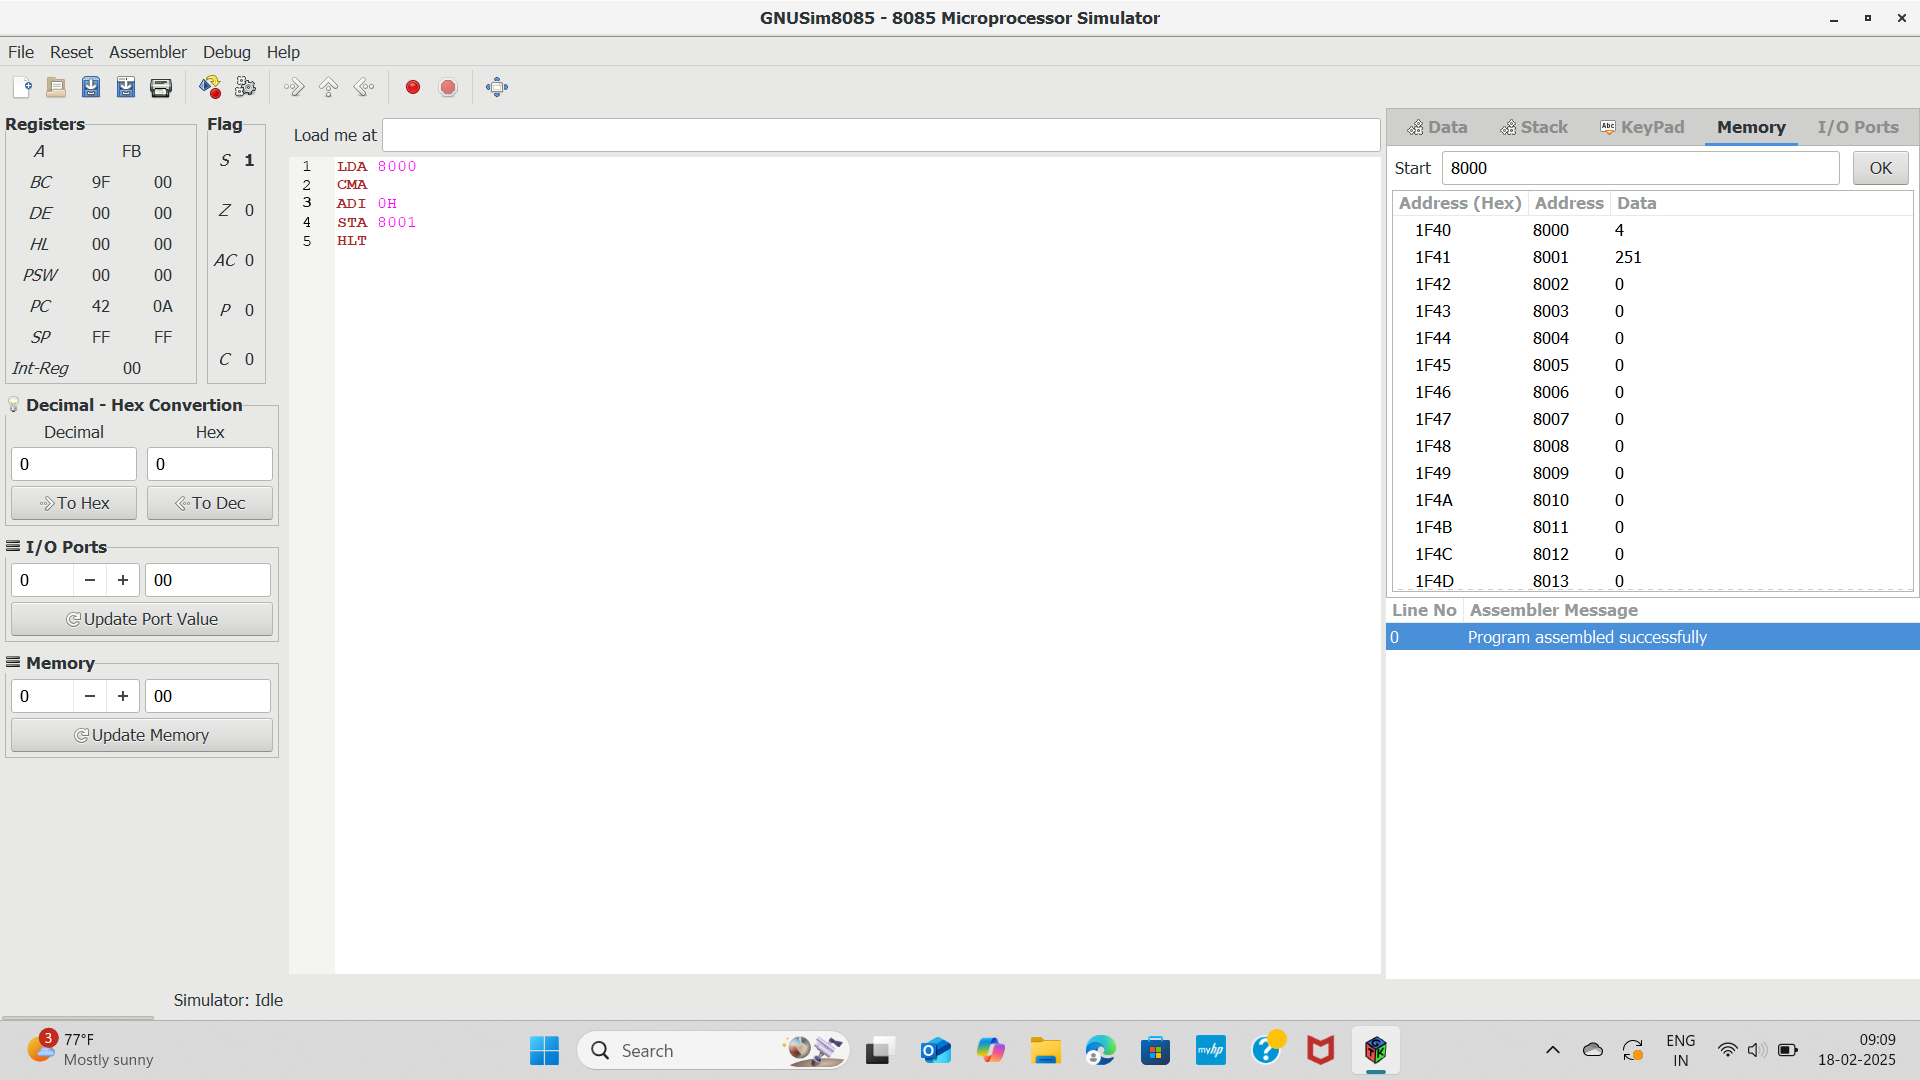 GNUSim8085 - 8085 Microprocessor Simulator
File Reset Assembler Debug Help
Registers
A FB
BC 9F 00
DE 00 00
HL 00 00
PSW 00 00
PC 42 0A
SP FF FF
Int-Reg 00
Flag
S 1
Z 0
AC 0
P 0
C 0
Decimal - Hex Convertion
Decimal Hex
0 0
To Hex To Dec
I/O Ports
0 − + 00
Update Port Value
Memory
0 − + 00
Update Memory
Load me at
1 LDA 8000
2 CMA
3 ADI 0H
4 STA 8001
5 HLT
Data Stack Abc KeyPad Memory I/O Ports
Start 8000 OK
Address (Hex) Address Data
1F40 8000 4
1F41 8001 251
1F42 8002 0
1F43 8003 0
1F44 8004 0
1F45 8005 0
1F46 8006 0
1F47 8007 0
1F48 8008 0
1F49 8009 0
1F4A 8010 0
1F4B 8011 0
1F4C 8012 0
1F4D 8013 0
Line No Assembler Message
0 Program assembled successfully
Simulator: Idle
3 77°F
Mostly sunny
Search
myhp
ENG
IN
09:09
18-02-2025